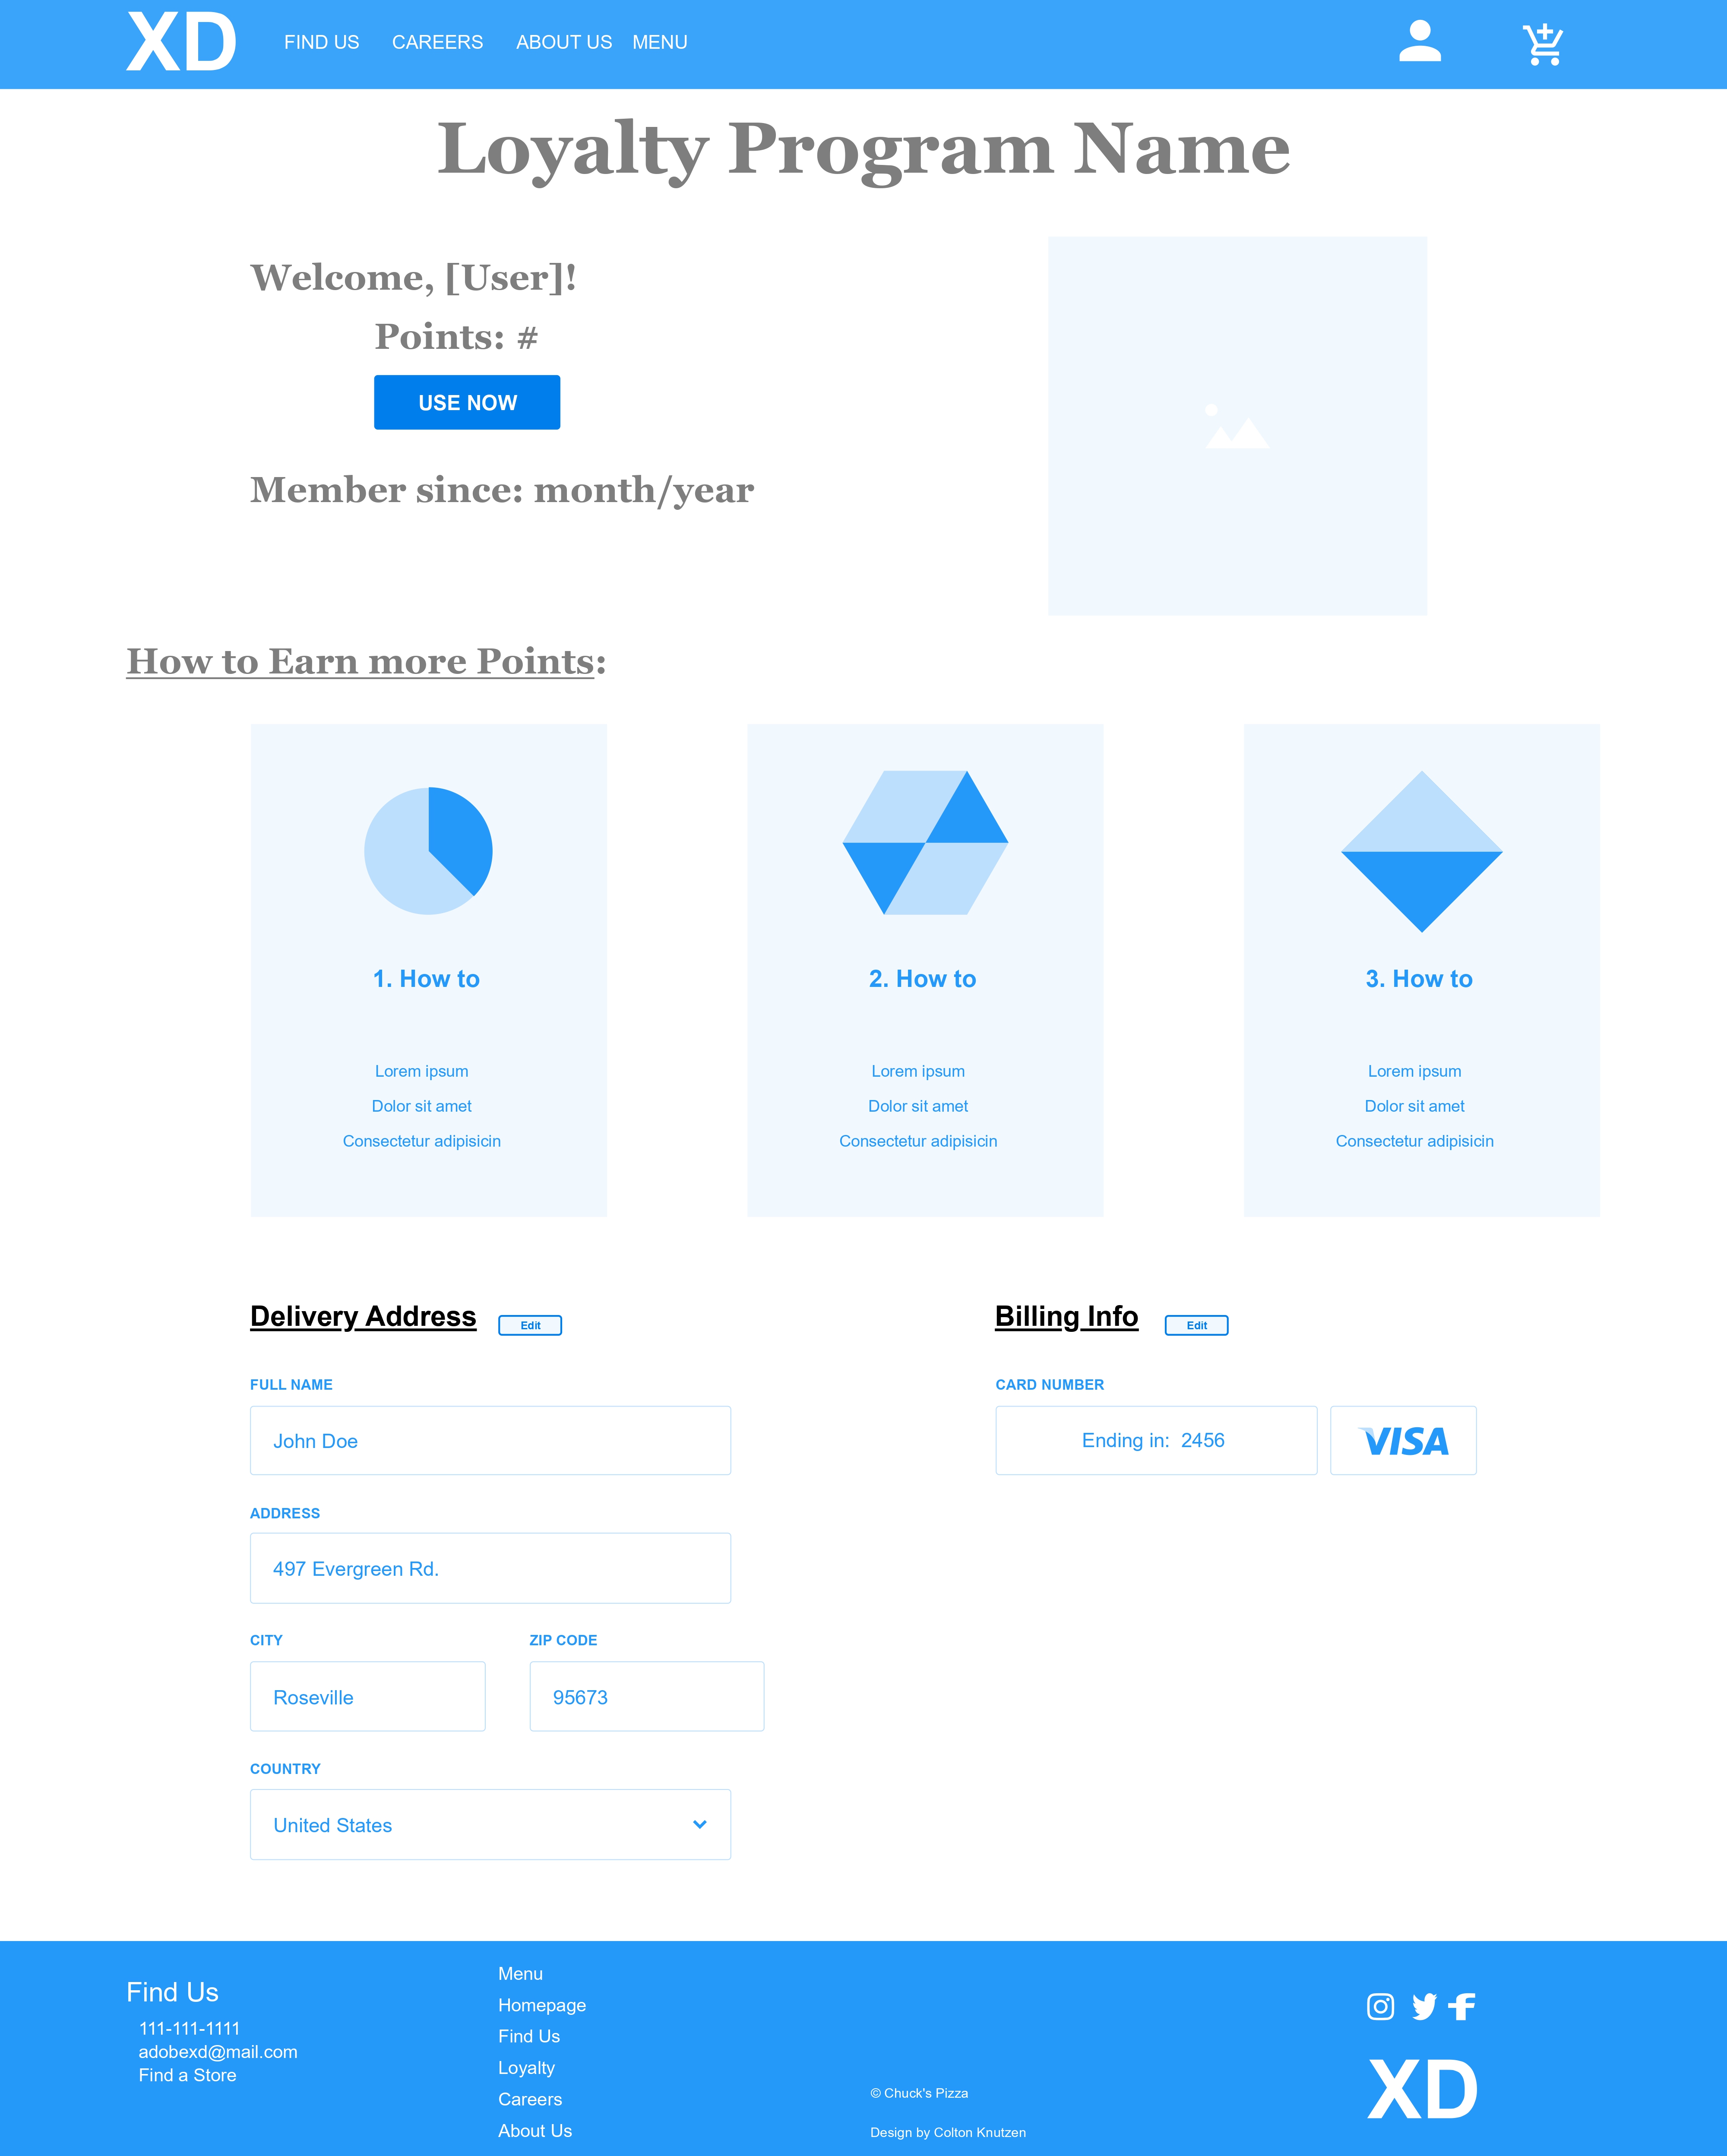 XD
FIND US CAREERS ABOUT US MENU
Loyalty Program Name
Welcome, [User]!
Points: #
USE NOW
Member since: month/year
How to Earn more Points:
1. How to
Lorem ipsum
Dolor sit amet
Consectetur adipisicin
2. How to
Lorem ipsum
Dolor sit amet
Consectetur adipisicin
3. How to
Lorem ipsum
Dolor sit amet
Consectetur adipisicin
Delivery Address Edit
FULL NAME
John Doe
ADDRESS
497 Evergreen Rd.
CITY ZIP CODE
Roseville 95673
COUNTRY
United States
Billing Info Edit
CARD NUMBER
Ending in: 2456 VISA
Find Us
111-111-1111
adobexd@mail.com
Find a Store
Menu
Homepage
Find Us
Loyalty
Careers
About Us
© Chuck's Pizza
Design by Colton Knutzen
XD